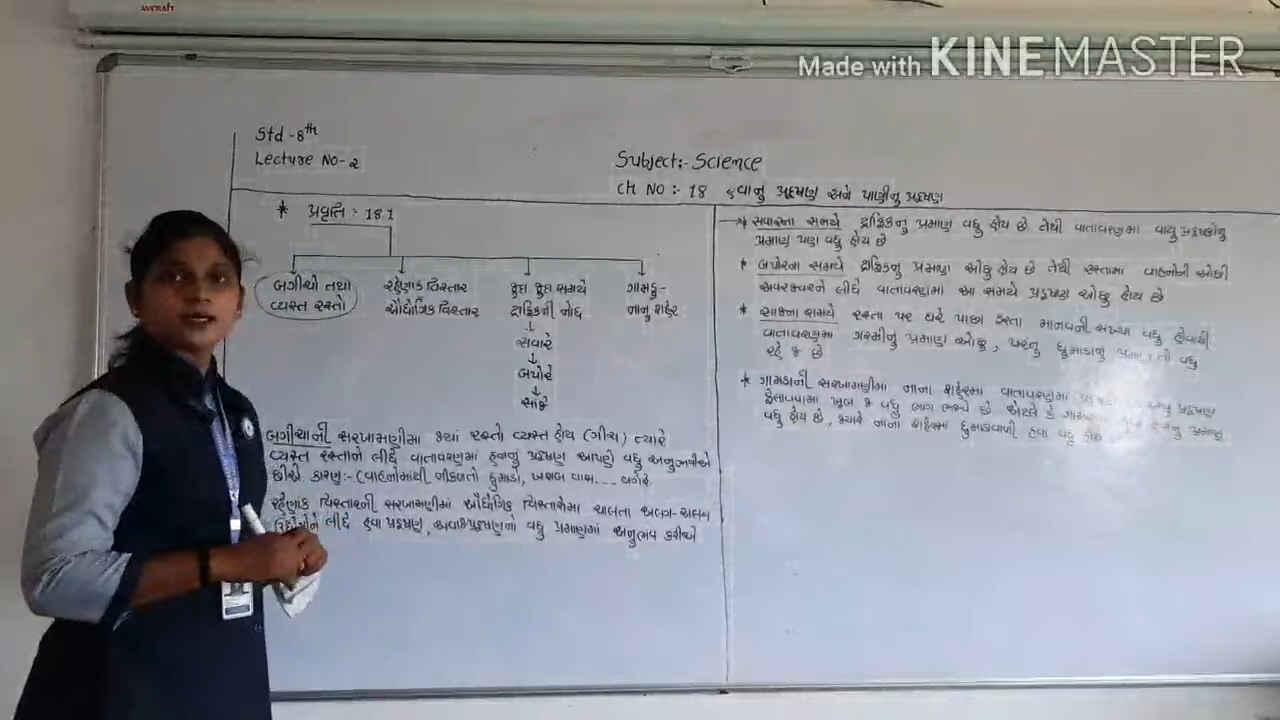 AVCRAFT
Made with KINEMASTER
Std - 8th
Lecture NO - 2
Subject:- Science
CH NO :- 18 હવાનું પ્રદૂષણ અને પાણીનું પ્રદૂષણ
* પ્રવૃત્તિ : 18.1
બગીચો તથા
વ્યસ્ત રસ્તો
રહેણાંક વિસ્તાર
ઔદ્યોગિક વિસ્તાર
સમયે
ટ્રાફિકની નોંધ
↓
સવારે
↓
બપોરે
↓
સાંજે
ગામડુ -
નાનુ શહેર
બગીચાની સરખામણીમાં જ્યાં રસ્તો વ્યસ્ત હોય (ગીચ) ત્યારે
વ્યસ્ત રસ્તાને લીધે વાતાવરણમાં હવાનું પ્રદૂષણ આપણે વધુ અનુભવીએ
છીએ કારણ:- (વાહનોમાંથી નીકળતો ધુમાડો, ખરાબ વાસ... વગેરે.
રહેણાંક વિસ્તારની સરખામણીમાં ઔદ્યોગિક વિસ્તારોમા ચાલતા અલગ-અલગ
લીધે હવા પ્રદૂષણ, અવાજ પ્રદૂષણનો વધુ પ્રમાણમાં અનુભવ કરીએ
→ સવારના સમયે ટ્રાફિકનુ પ્રમાણ વધુ હોય છે તેથી વાતાવરણમા વાયુ પ્રદૂષકોનુ
પ્રમાણ પણ વધુ હોય છે
* બપોરના સમયે ટ્રાફિકનુ પ્રમાણ ઓછુ હોય છે તેથી રસ્તામા વાહનોની ઓછી
અવરજવરને લીધે વાતાવરણમાં આ સમયે પ્રદૂષણ ઓછુ હોય છે
* સાંજના સમયે રસ્તા પર ઘરે પાછા ફરતા માનવની સંખ્યા વધુ હોવાથી
વાતાવરણમા ગરમીનું પ્રમાણ ઓછુ, પરંતુ ધુમાડાનુ પ્રમાણ તો વધુ
રહે જ છે
* ગામડાની સરખામણીમા નાના શહેરમા વાતાવરણમાં પ્રદૂષણ
ફેલાવવામાં ખૂબ જ વધુ ભાગ ભજવે છે એટલે કે
વધુ હોય છે, જ્યારે નાના શહેરમા ધુમાડાવાળી હવા વધુ હોય